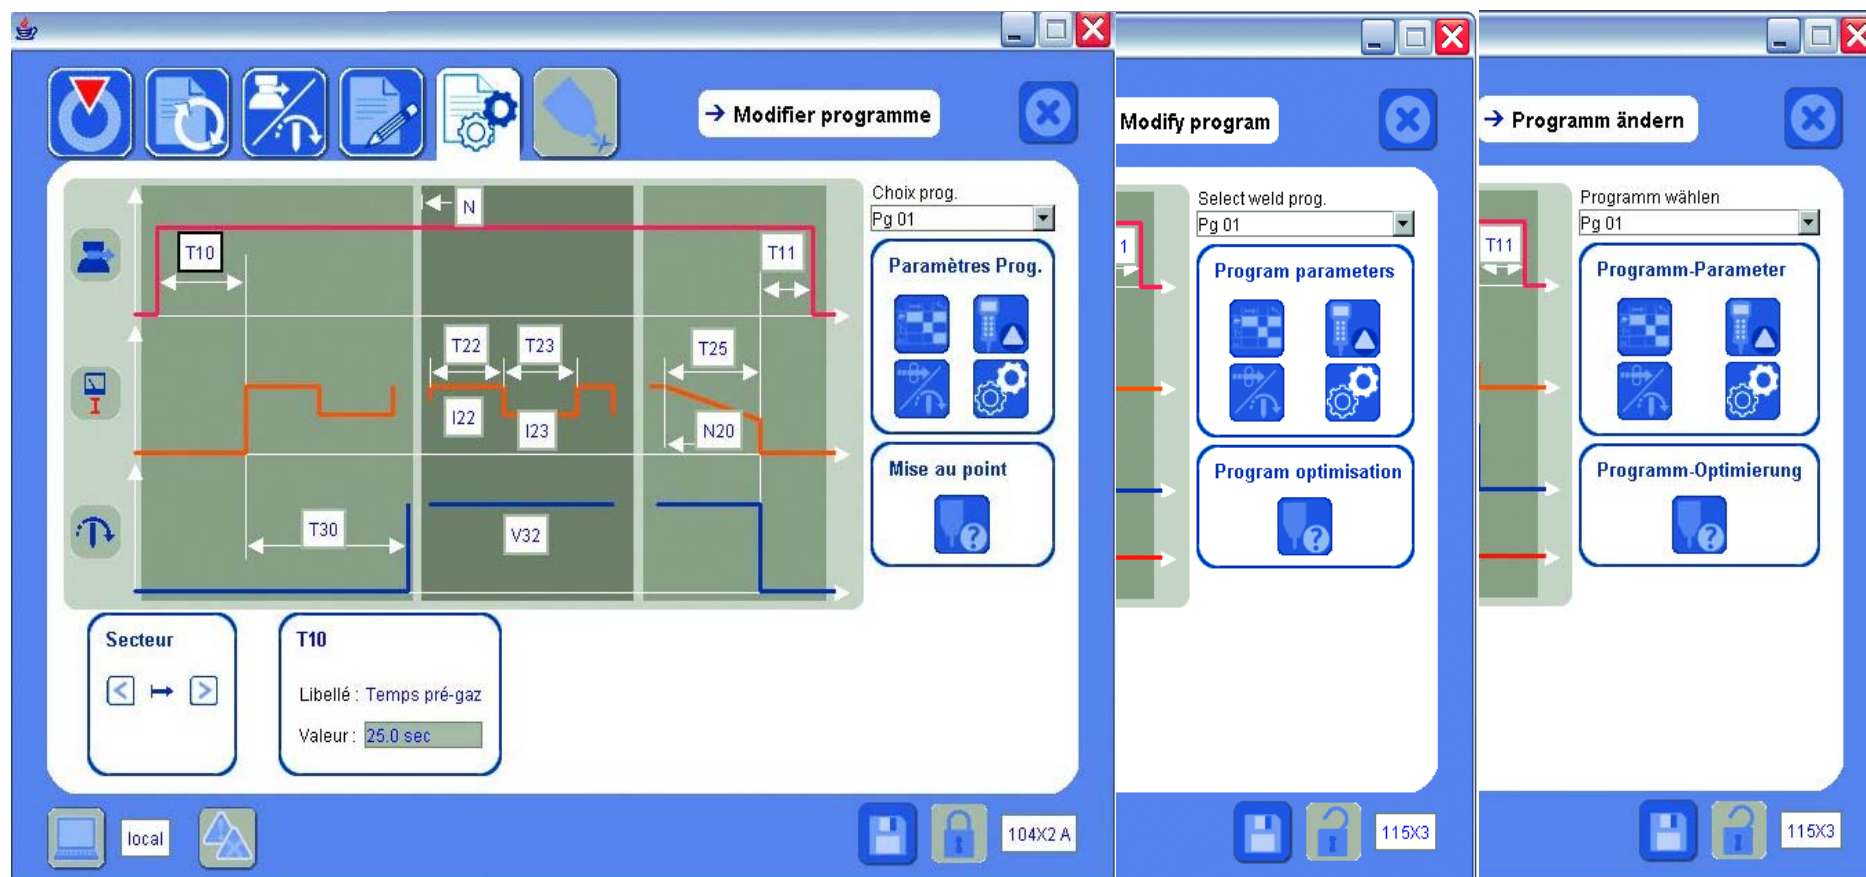 Modifier programme
N
T10
T11
T22
T23
T25
I22
I23
N20
T30
V32
Choix prog.
Pg 01
Paramètres Prog.
Mise au point
Secteur
T10
Libellé : Temps pré-gaz
Valeur : 25.0 sec
local
104X2 A
Modify program
Select weld prog.
Pg 01
1
Program parameters
Program optimisation
115X3
Programm ändern
Programm wählen
Pg 01
T11
Programm-Parameter
Programm-Optimierung
115X3